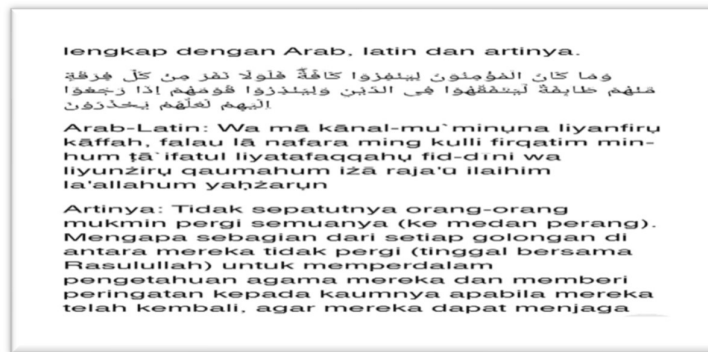 lengkap dengan Arab, latin dan artinya.
وَمَا كَانَ الْمُؤْمِنُونَ لِيَنْفِرُوا كَافَّةً فَلَوْلَا نَفَرَ مِنْ كُلِّ فِرْقَةٍ
مِنْهُمْ طَائِفَةٌ لِيَتَفَقَّهُوا فِي الدِّينِ وَلِيُنْذِرُوا قَوْمَهُمْ إِذَا رَجَعُوا
إِلَيْهِمْ لَعَلَّهُمْ يَحْذَرُونَ
Arab-Latin: Wa mā kānal-mu`minụna liyanfirụ
kāffah, falau lā nafara ming kulli firqatim min-
hum ṭā`ifatul liyatafaqqahụ fid-dīni wa
liyunżirụ qaumahum iżā raja'ū ilaihim
la'allahum yaḥżarụn
Artinya: Tidak sepatutnya orang-orang
mukmin pergi semuanya (ke medan perang).
Mengapa sebagian dari setiap golongan di
antara mereka tidak pergi (tinggal bersama
Rasulullah) untuk memperdalam
pengetahuan agama mereka dan memberi
peringatan kepada kaumnya apabila mereka
telah kembali, agar mereka dapat menjaga